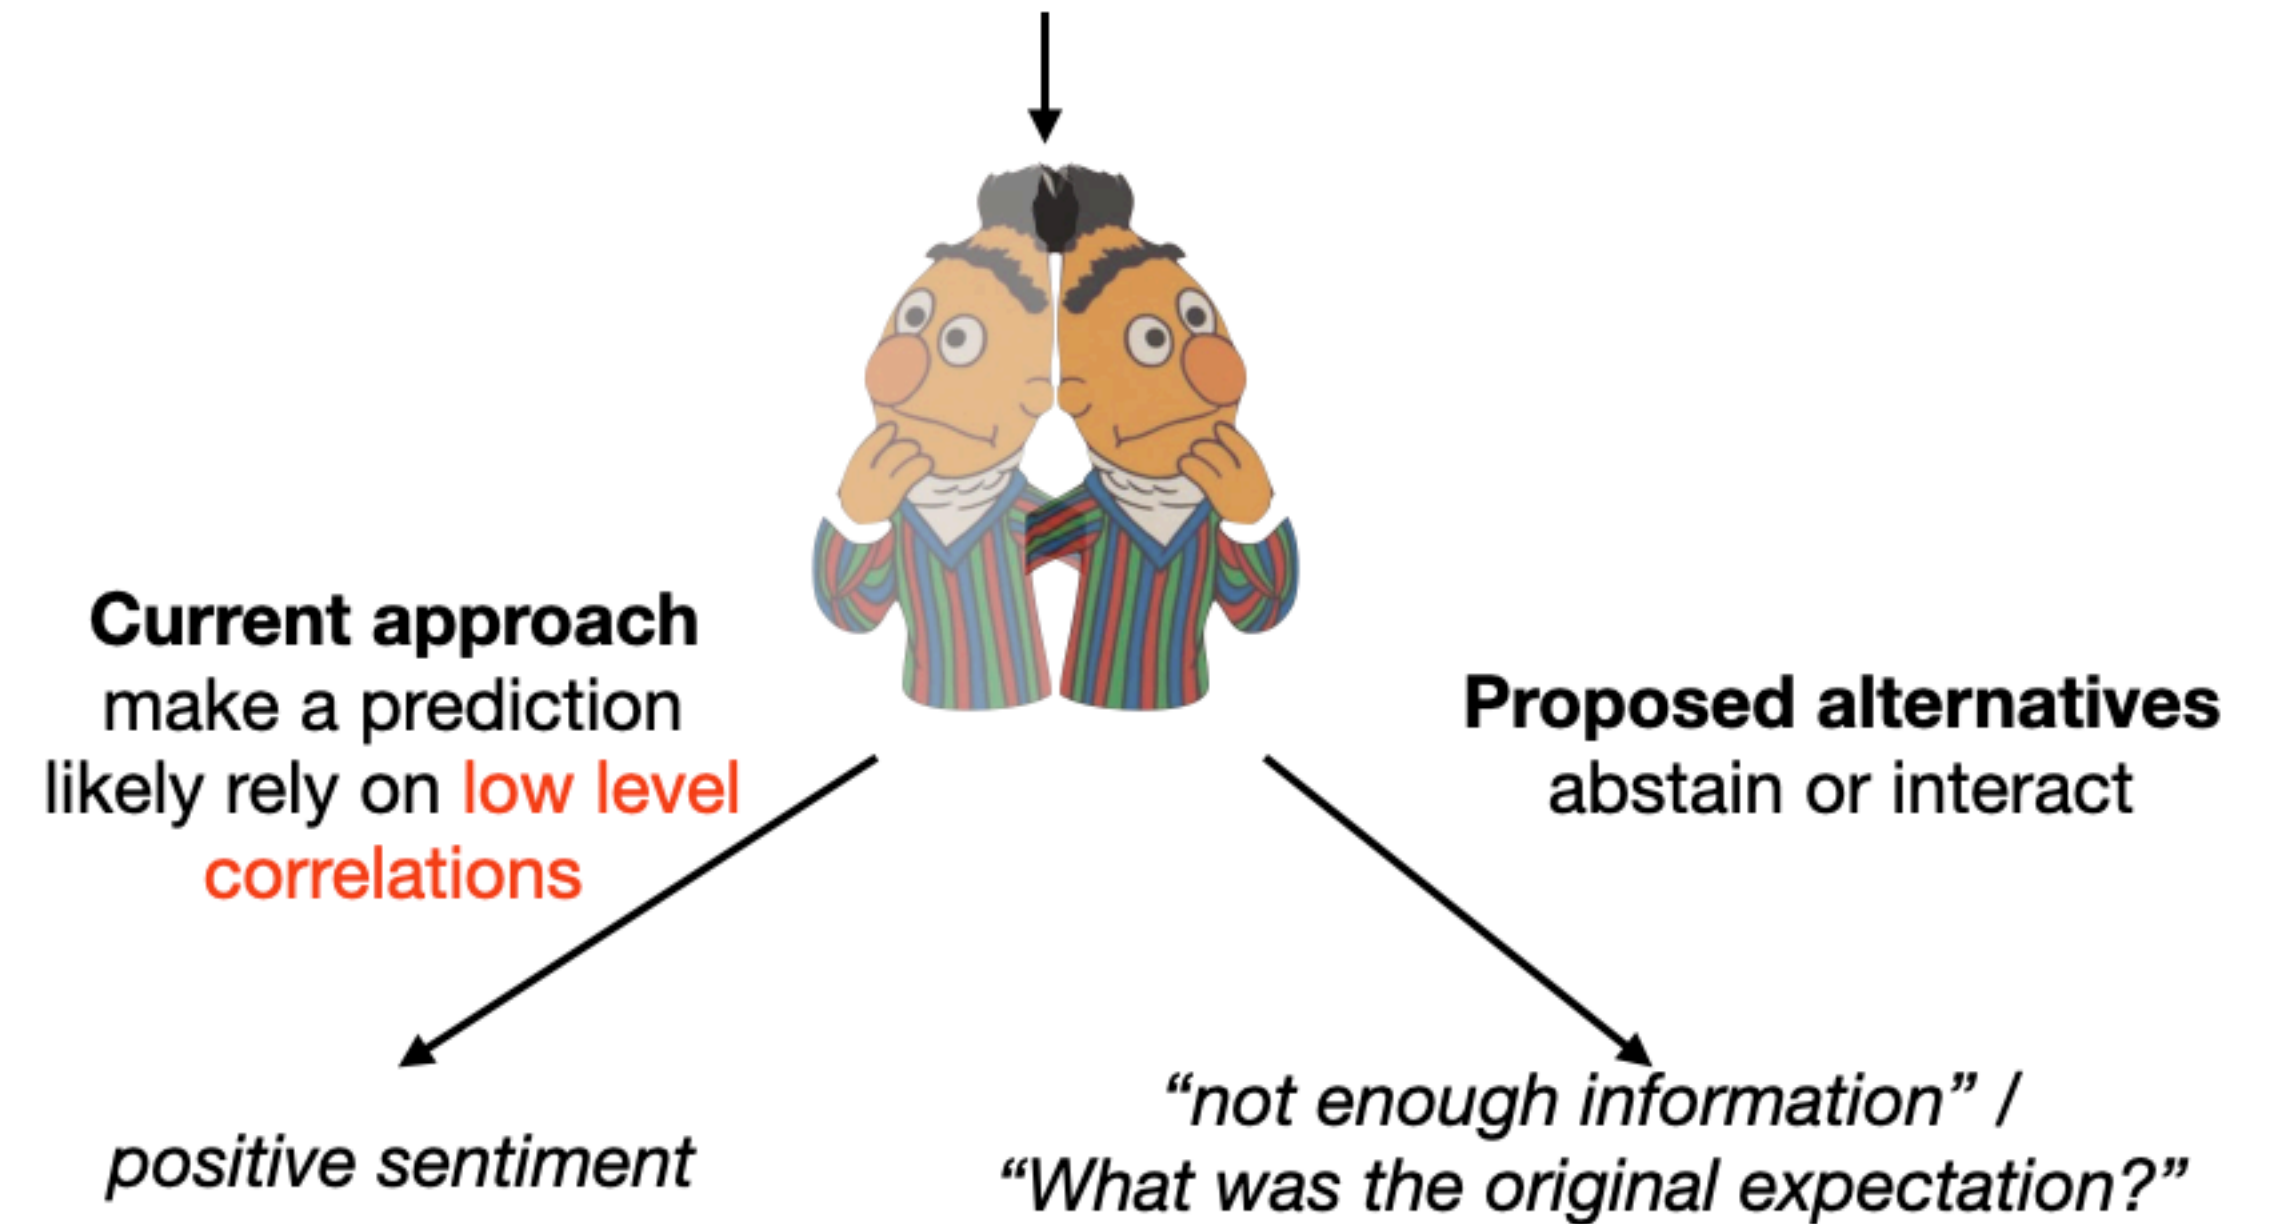 Current approach
make a prediction
likely rely on low level
correlations
positive sentiment
Proposed alternatives
abstain or interact
“not enough information” /
“What was the original expectation?”